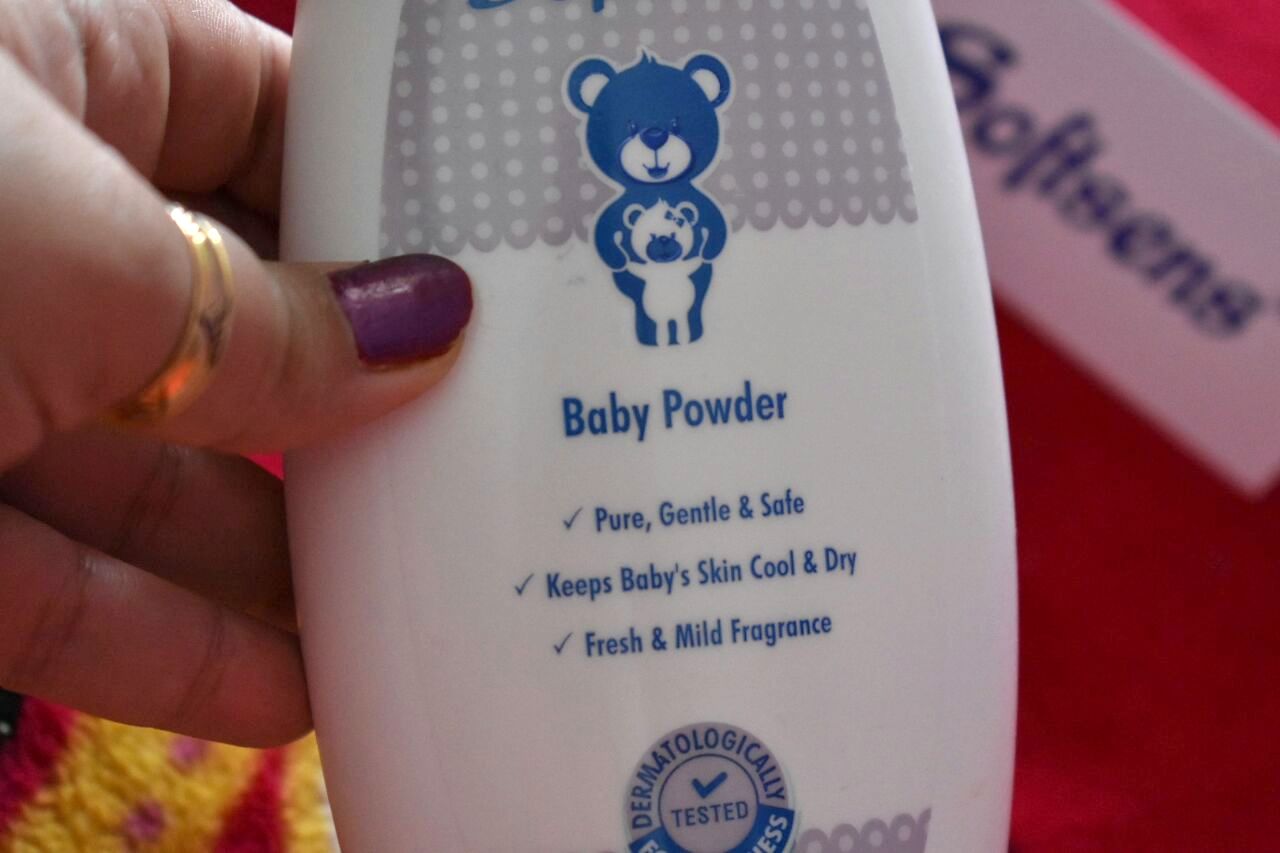 Softsens
Baby Powder
✓ Pure, Gentle & Safe
✓ Keeps Baby's Skin Cool & Dry
✓ Fresh & Mild Fragrance
DERMATOLOGICALLY
TESTED